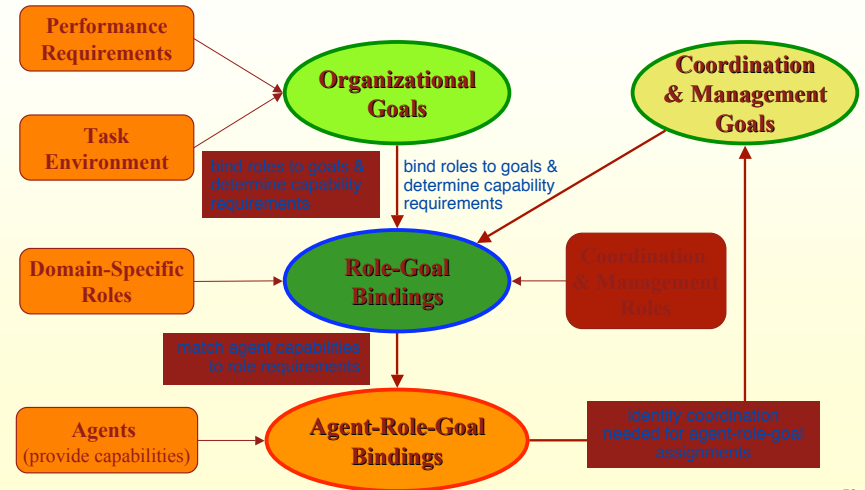 Performance
Requirements
Organizational
Goals
Coordination
& Management
Goals
Task
Environment
bind roles to goals &
determine capability
requirements
bind roles to goals &
determine capability
requirements
Domain-Specific
Roles
Role-Goal
Bindings
Coordination
& Management
Roles
match agent capabilities
to role requirements
Agents
(provide capabilities)
Agent-Role-Goal
Bindings
identify coordination
needed for agent-role-goal
assignments